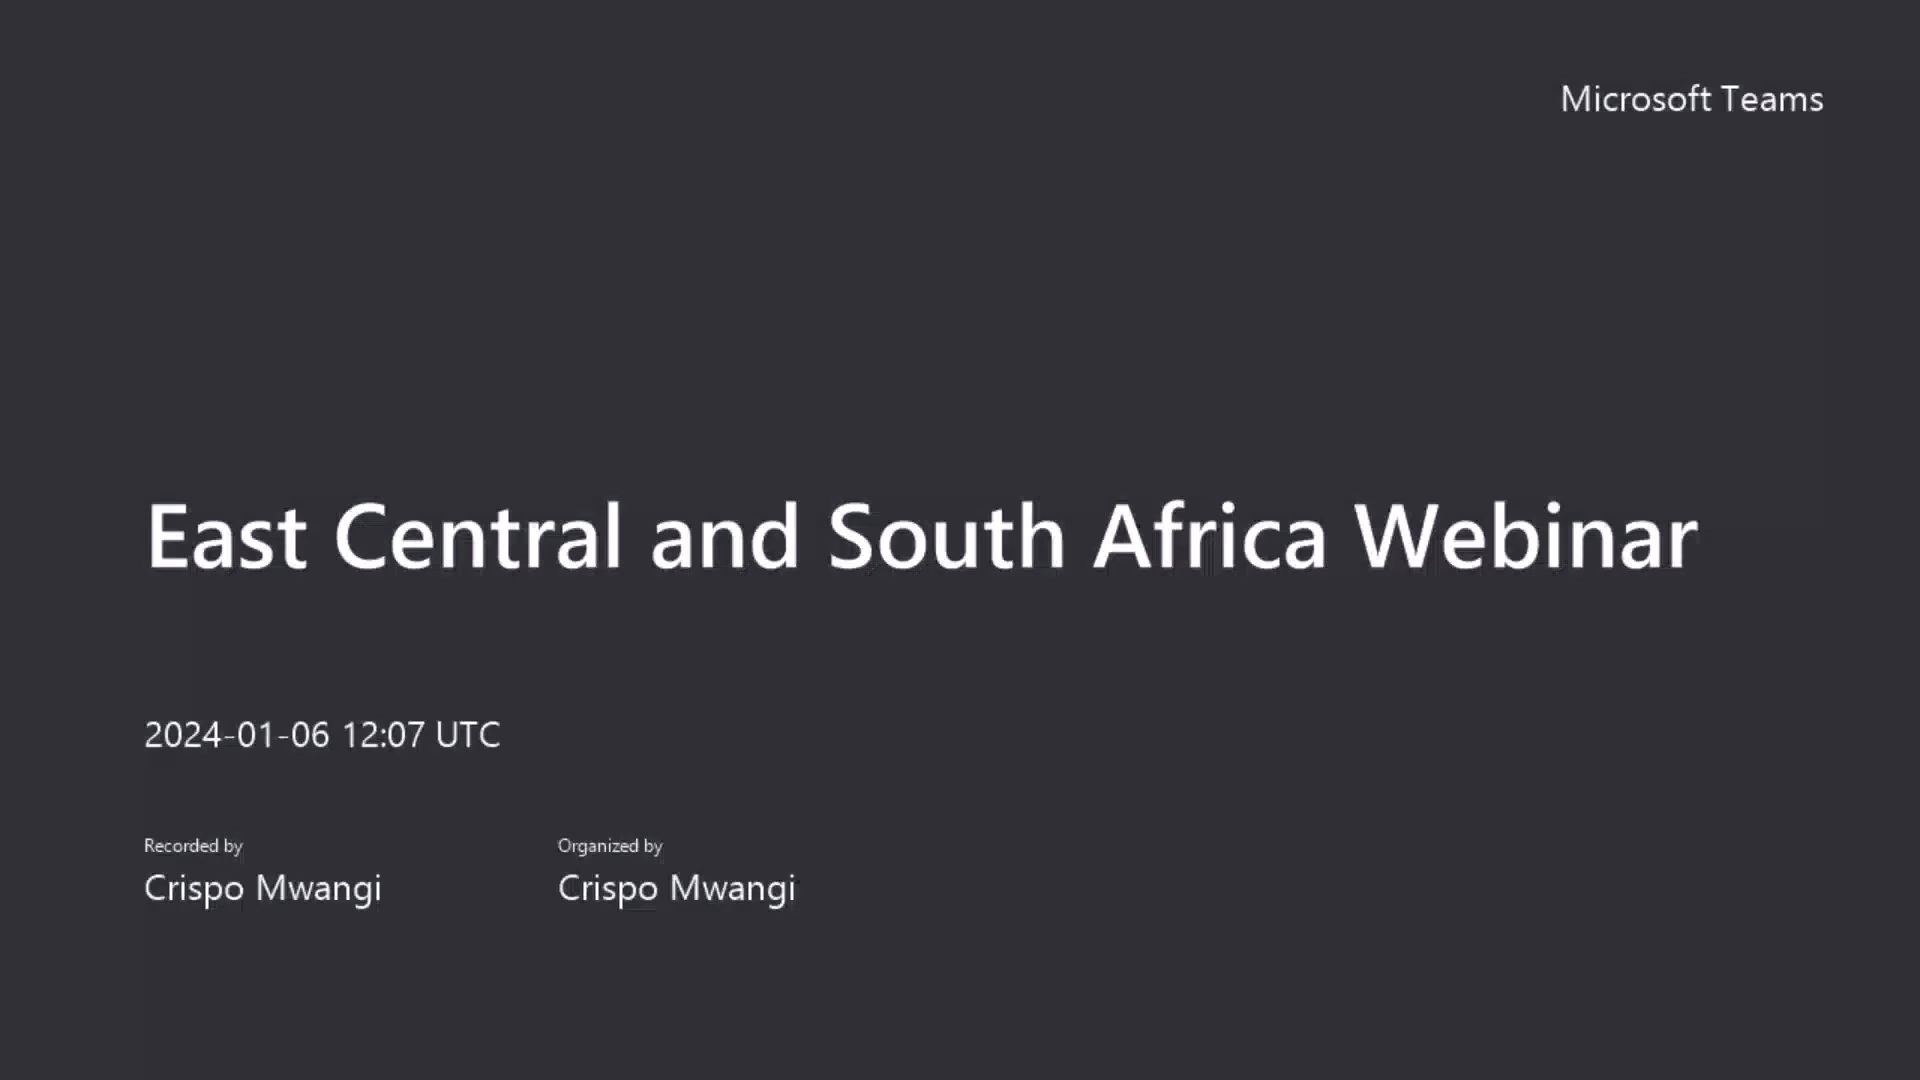 Microsoft Teams
East Central and South Africa Webinar
2024-01-06 12:07 UTC
Recorded by
Crispo Mwangi
Organized by
Crispo Mwangi